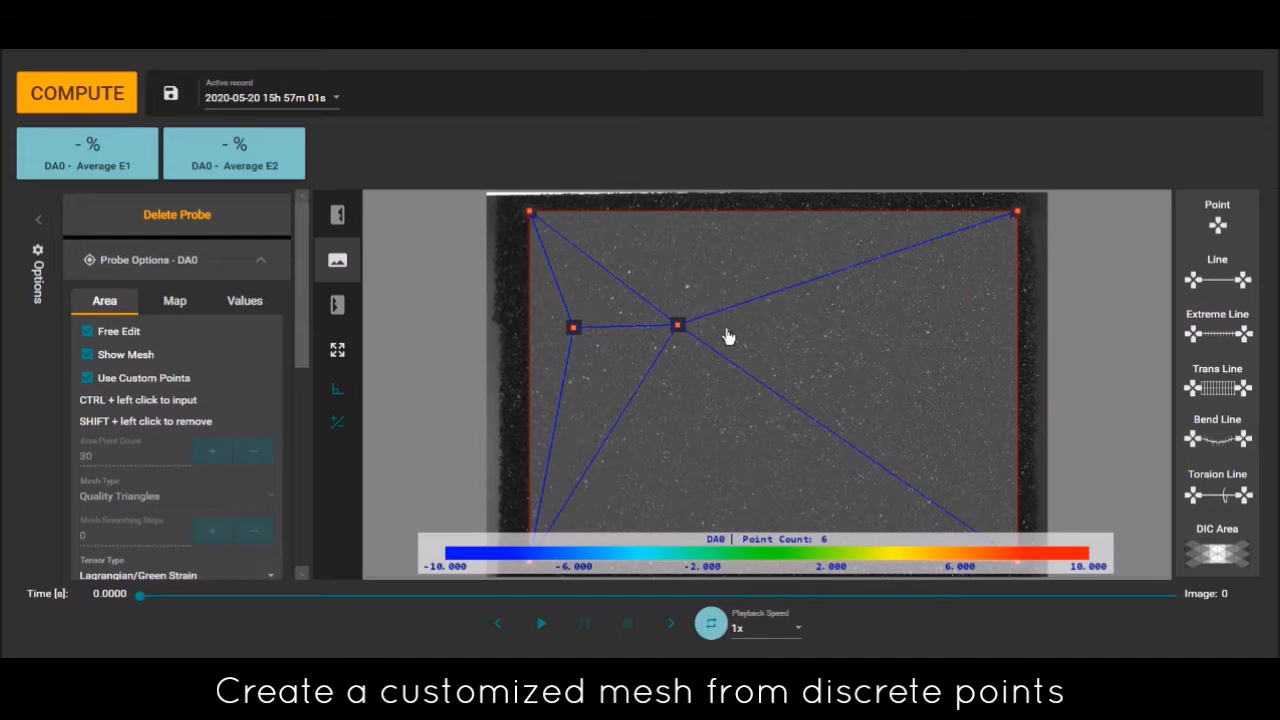 COMPUTE
Active record
2020-05-20 15h 57m 01s
- %
DA0 - Average E1
- %
DA0 - Average E2
Options
Delete Probe
Probe Options - DA0
Area
Map
Values
Free Edit
Show Mesh
Use Custom Points
CTRL + left click to input
SHIFT + left click to remove
Area Point Count
30
+
-
Mesh Type
Quality Triangles
Mesh Smoothing Steps
0
+
-
Tensor Type
Lagrangian/Green Strain
DA0 | Point Count: 6
-10.000 -6.000 -2.000 2.000 6.000 10.000
Point
Line
Extreme Line
Trans Line
Bend Line
Torsion Line
DIC Area
Time [s]: 0.0000
Image: 0
Playback Speed
1x
Create a customized mesh from discrete points